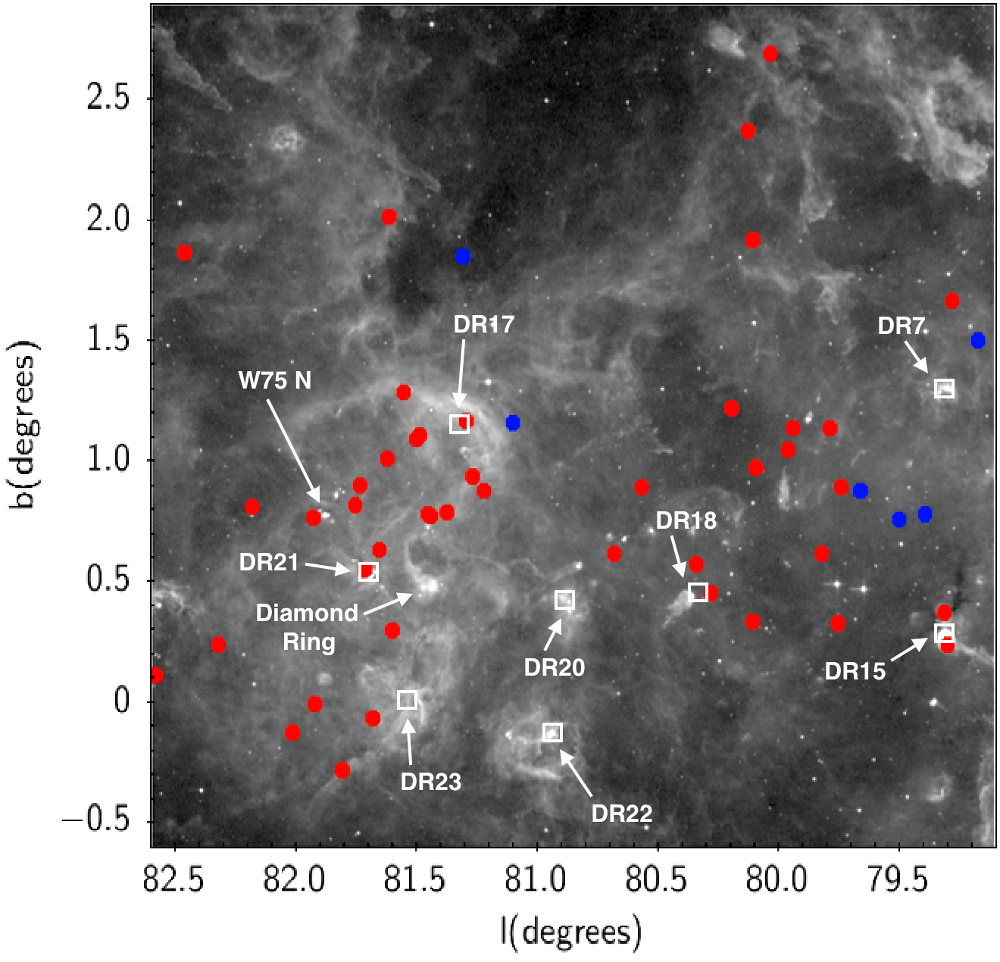 2.5
2.0
1.5
1.0
0.5
0
−0.5
b(degrees)
DR17
DR7
W75 N
DR18
DR21
Diamond
Ring
DR20
DR15
DR23
DR22
82.5 82.0 81.5 81.0 80.5 80.0 79.5
l(degrees)